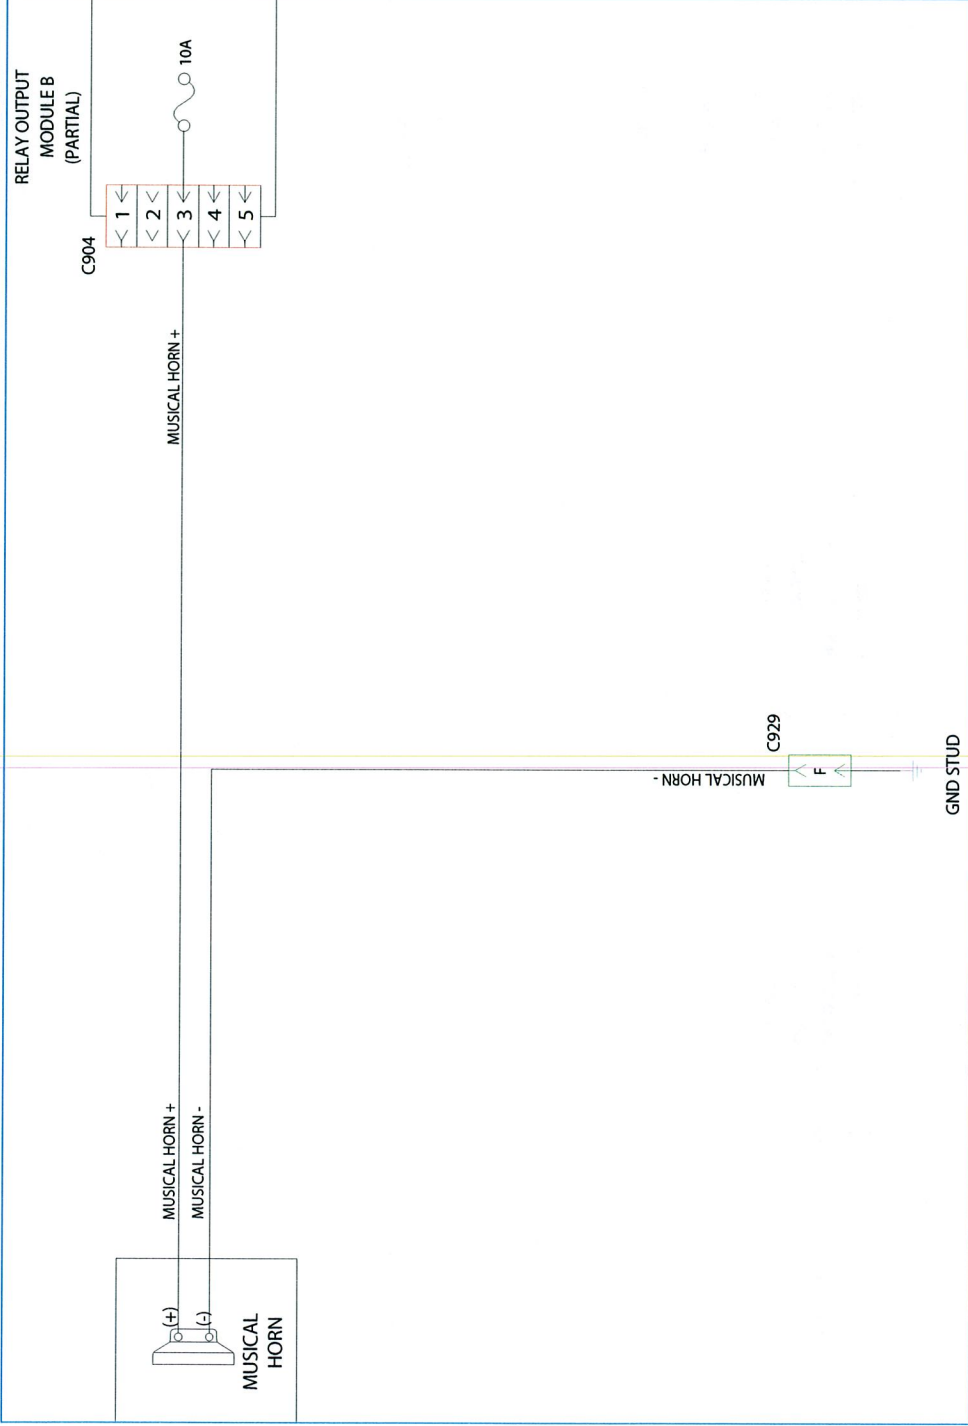 RELAY OUTPUT
MODULE B
(PARTIAL)
10A
C904
1
2
3
4
5
MUSICAL HORN +
MUSICAL HORN +
MUSICAL HORN -
(+)
(-)
MUSICAL
HORN
MUSICAL HORN -
C929
F
GND STUD